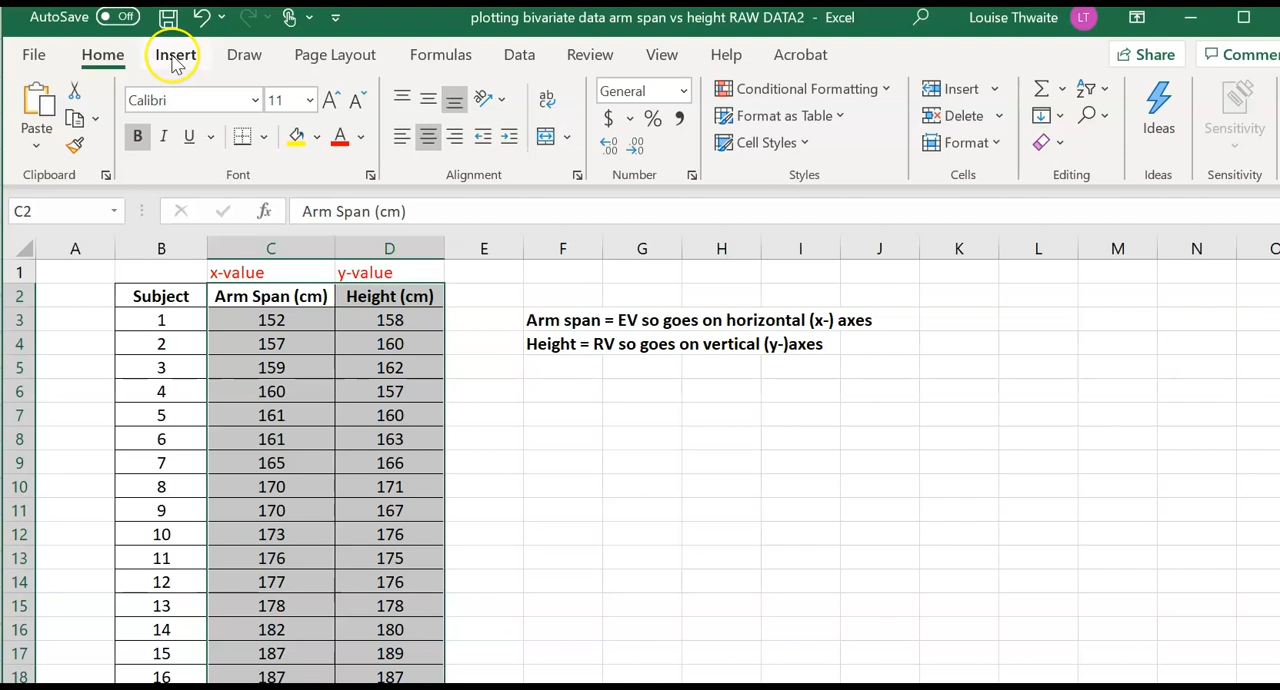 AutoSave Off plotting bivariate data arm span vs height RAW DATA2 - Excel Louise Thwaite LT
File Home Insert Draw Page Layout Formulas Data Review View Help Acrobat Share Comme
Calibri 11 General Conditional Formatting Insert
Paste B I U A $ % Format as Table Delete Ideas Sensitivity
Cell Styles Format
Clipboard Font Alignment Number Styles Cells Editing Ideas Sensitivity
C2 fx Arm Span (cm)
A B C D E F G H I J K L M N
1 x-value y-value
2 Subject Arm Span (cm) Height (cm)
3 1 152 158 Arm span = EV so goes on horizontal (x-) axes
4 2 157 160 Height = RV so goes on vertical (y-)axes
5 3 159 162
6 4 160 157
7 5 161 160
8 6 161 163
9 7 165 166
10 8 170 171
11 9 170 167
12 10 173 176
13 11 176 175
14 12 177 176
15 13 178 178
16 14 182 180
17 15 187 189
18 16 187 187